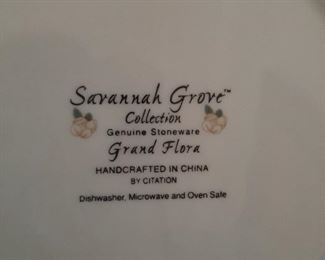 Savannah Grove™
Collection
Genuine Stoneware
Grand Flora
HANDCRAFTED IN CHINA
BY CITATION
Dishwasher, Microwave and Oven Safe